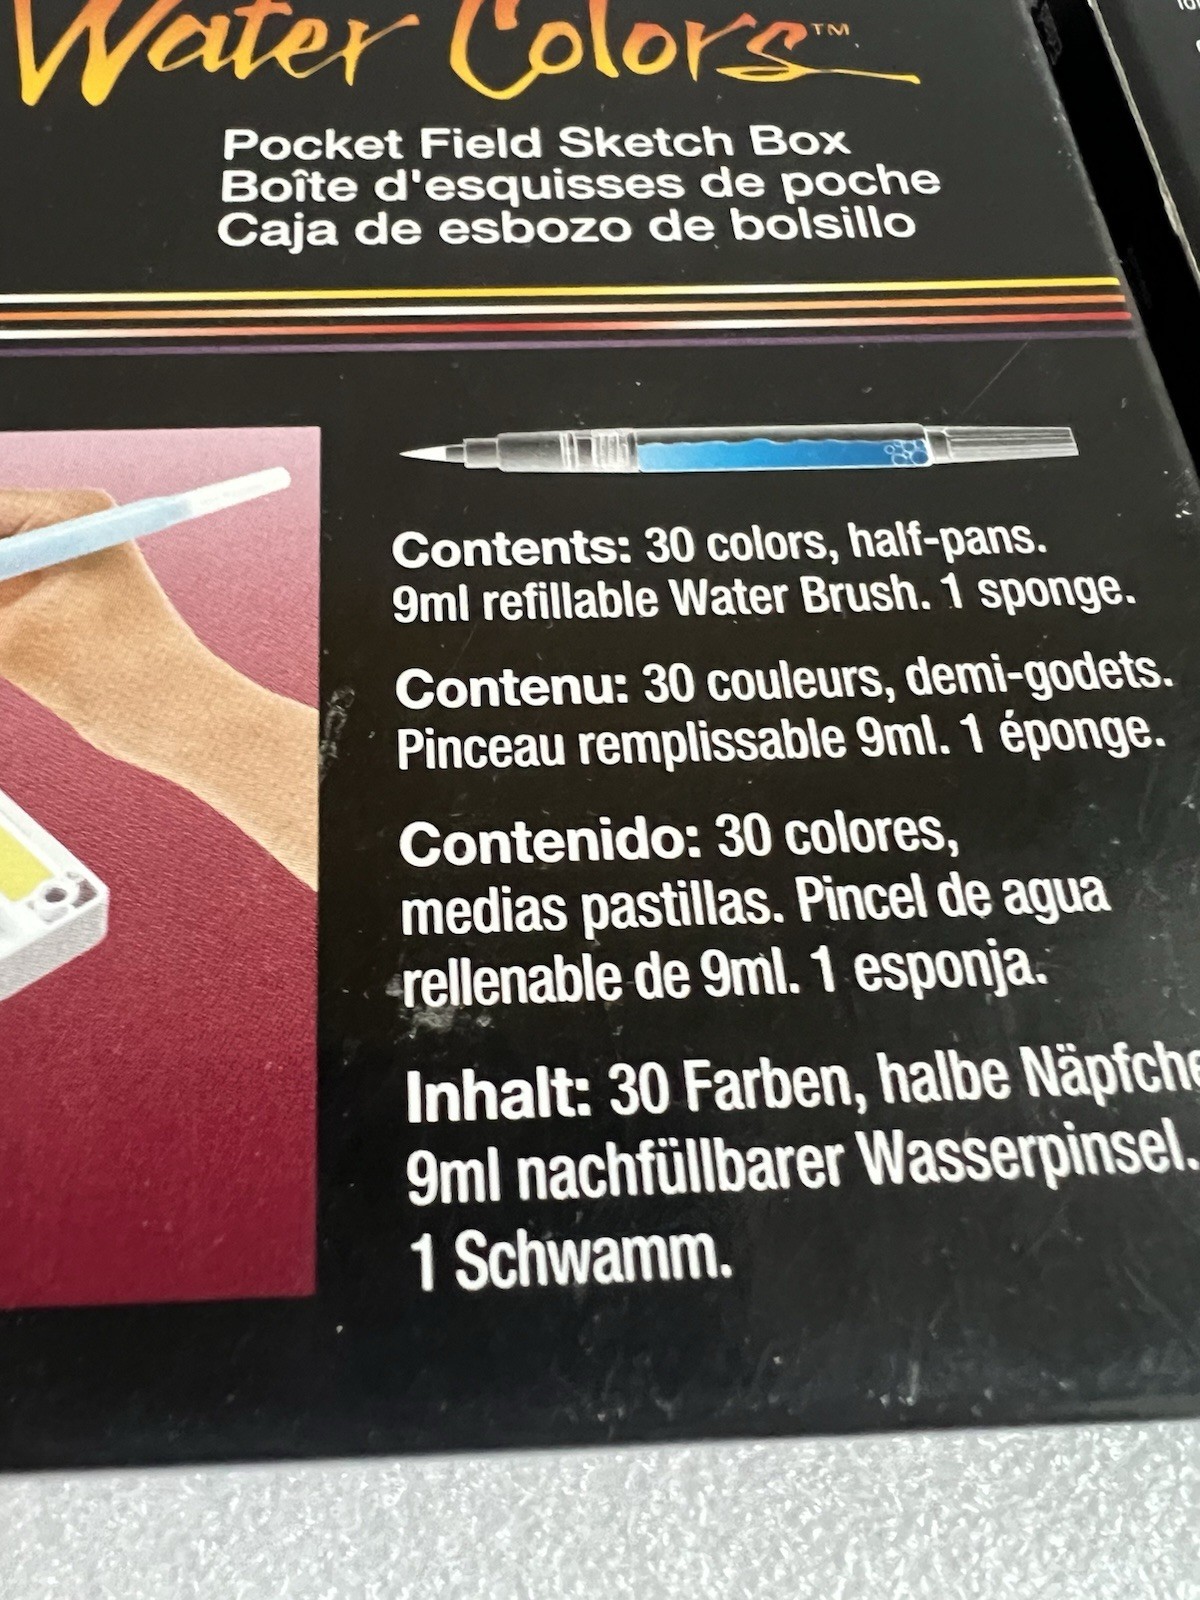 Water Colors™
Pocket Field Sketch Box
Boîte d'esquisses de poche
Caja de esbozo de bolsillo
Contents: 30 colors, half-pans.
9ml refillable Water Brush. 1 sponge.
Contenu: 30 couleurs, demi-godets.
Pinceau remplissable 9ml. 1 éponge.
Contenido: 30 colores,
medias pastillas. Pincel de agua
rellenable de 9ml. 1 esponja.
Inhalt: 30 Farben, halbe Näpfche
9ml nachfüllbarer Wasserpinsel.
1 Schwamm.